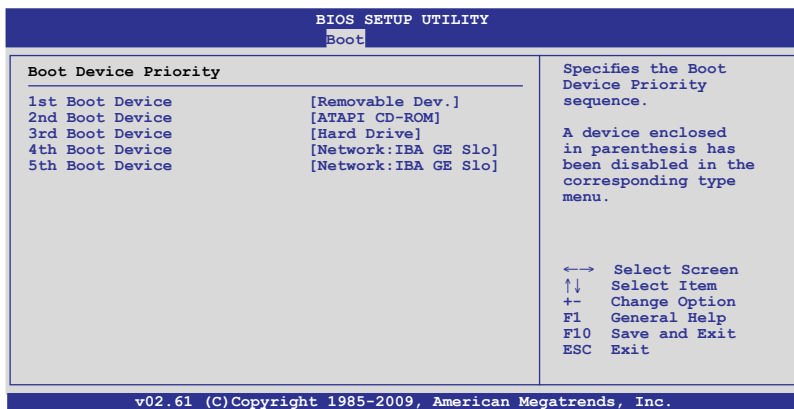 BIOS SETUP UTILITY
Boot
Boot Device Priority
1st Boot Device [Removable Dev.]
2nd Boot Device [ATAPI CD-ROM]
3rd Boot Device [Hard Drive]
4th Boot Device [Network:IBA GE Slo]
5th Boot Device [Network:IBA GE Slo]
Specifies the Boot
Device Priority
sequence.
A device enclosed
in parenthesis has
been disabled in the
corresponding type
menu.
←→ Select Screen
↑↓ Select Item
+- Change Option
F1 General Help
F10 Save and Exit
ESC Exit
v02.61 (C)Copyright 1985-2009, American Megatrends, Inc.